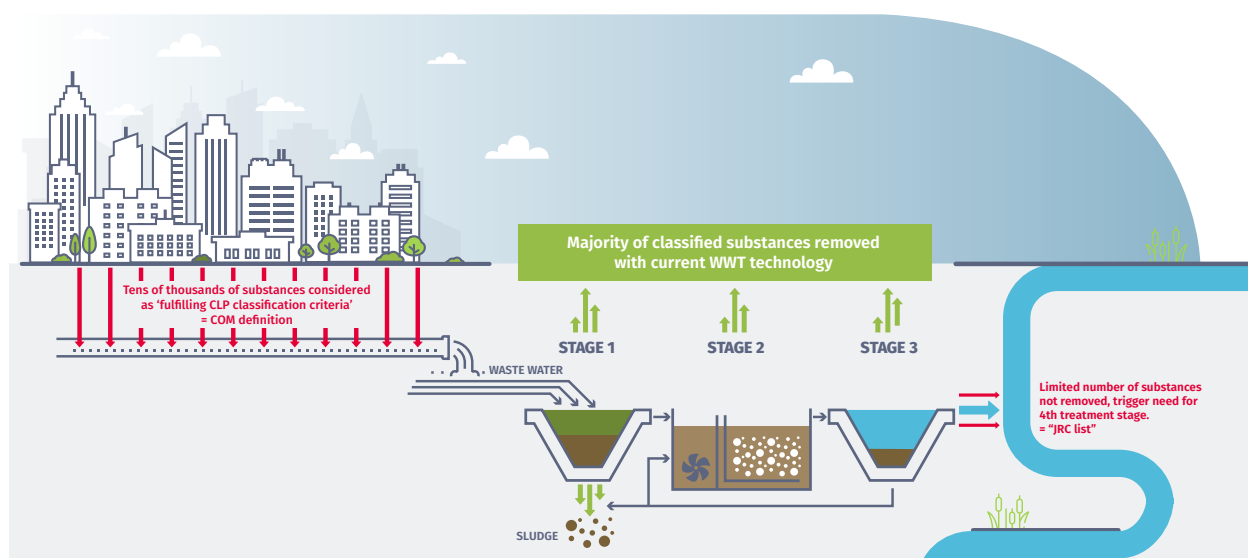 Majority of classified substances removed
with current WWT technology
Tens of thousands of substances considered
as ‘fulfilling CLP classification criteria’
= COM definition
STAGE 1
STAGE 2
STAGE 3
WASTE WATER
Limited number of substances
not removed, trigger need for
4th treatment stage.
= “JRC list”
SLUDGE